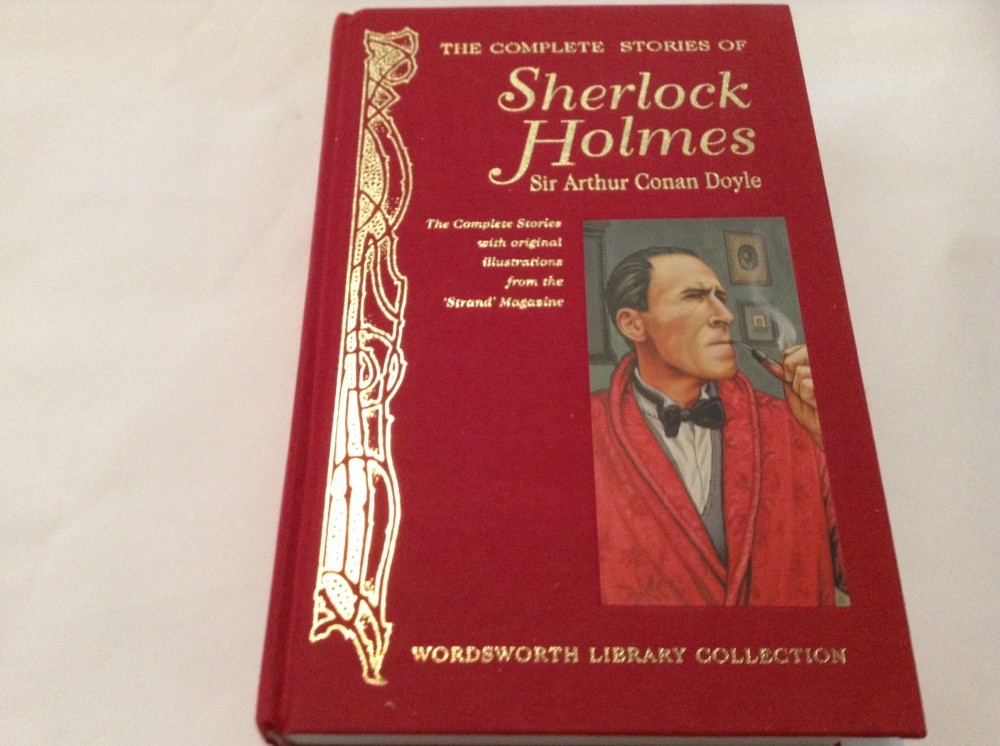 THE COMPLETE STORIES OF
Sherlock
Holmes
Sir Arthur Conan Doyle
The Complete Stories
with original
illustrations
from the
'Strand' Magazine
WORDSWORTH LIBRARY COLLECTION